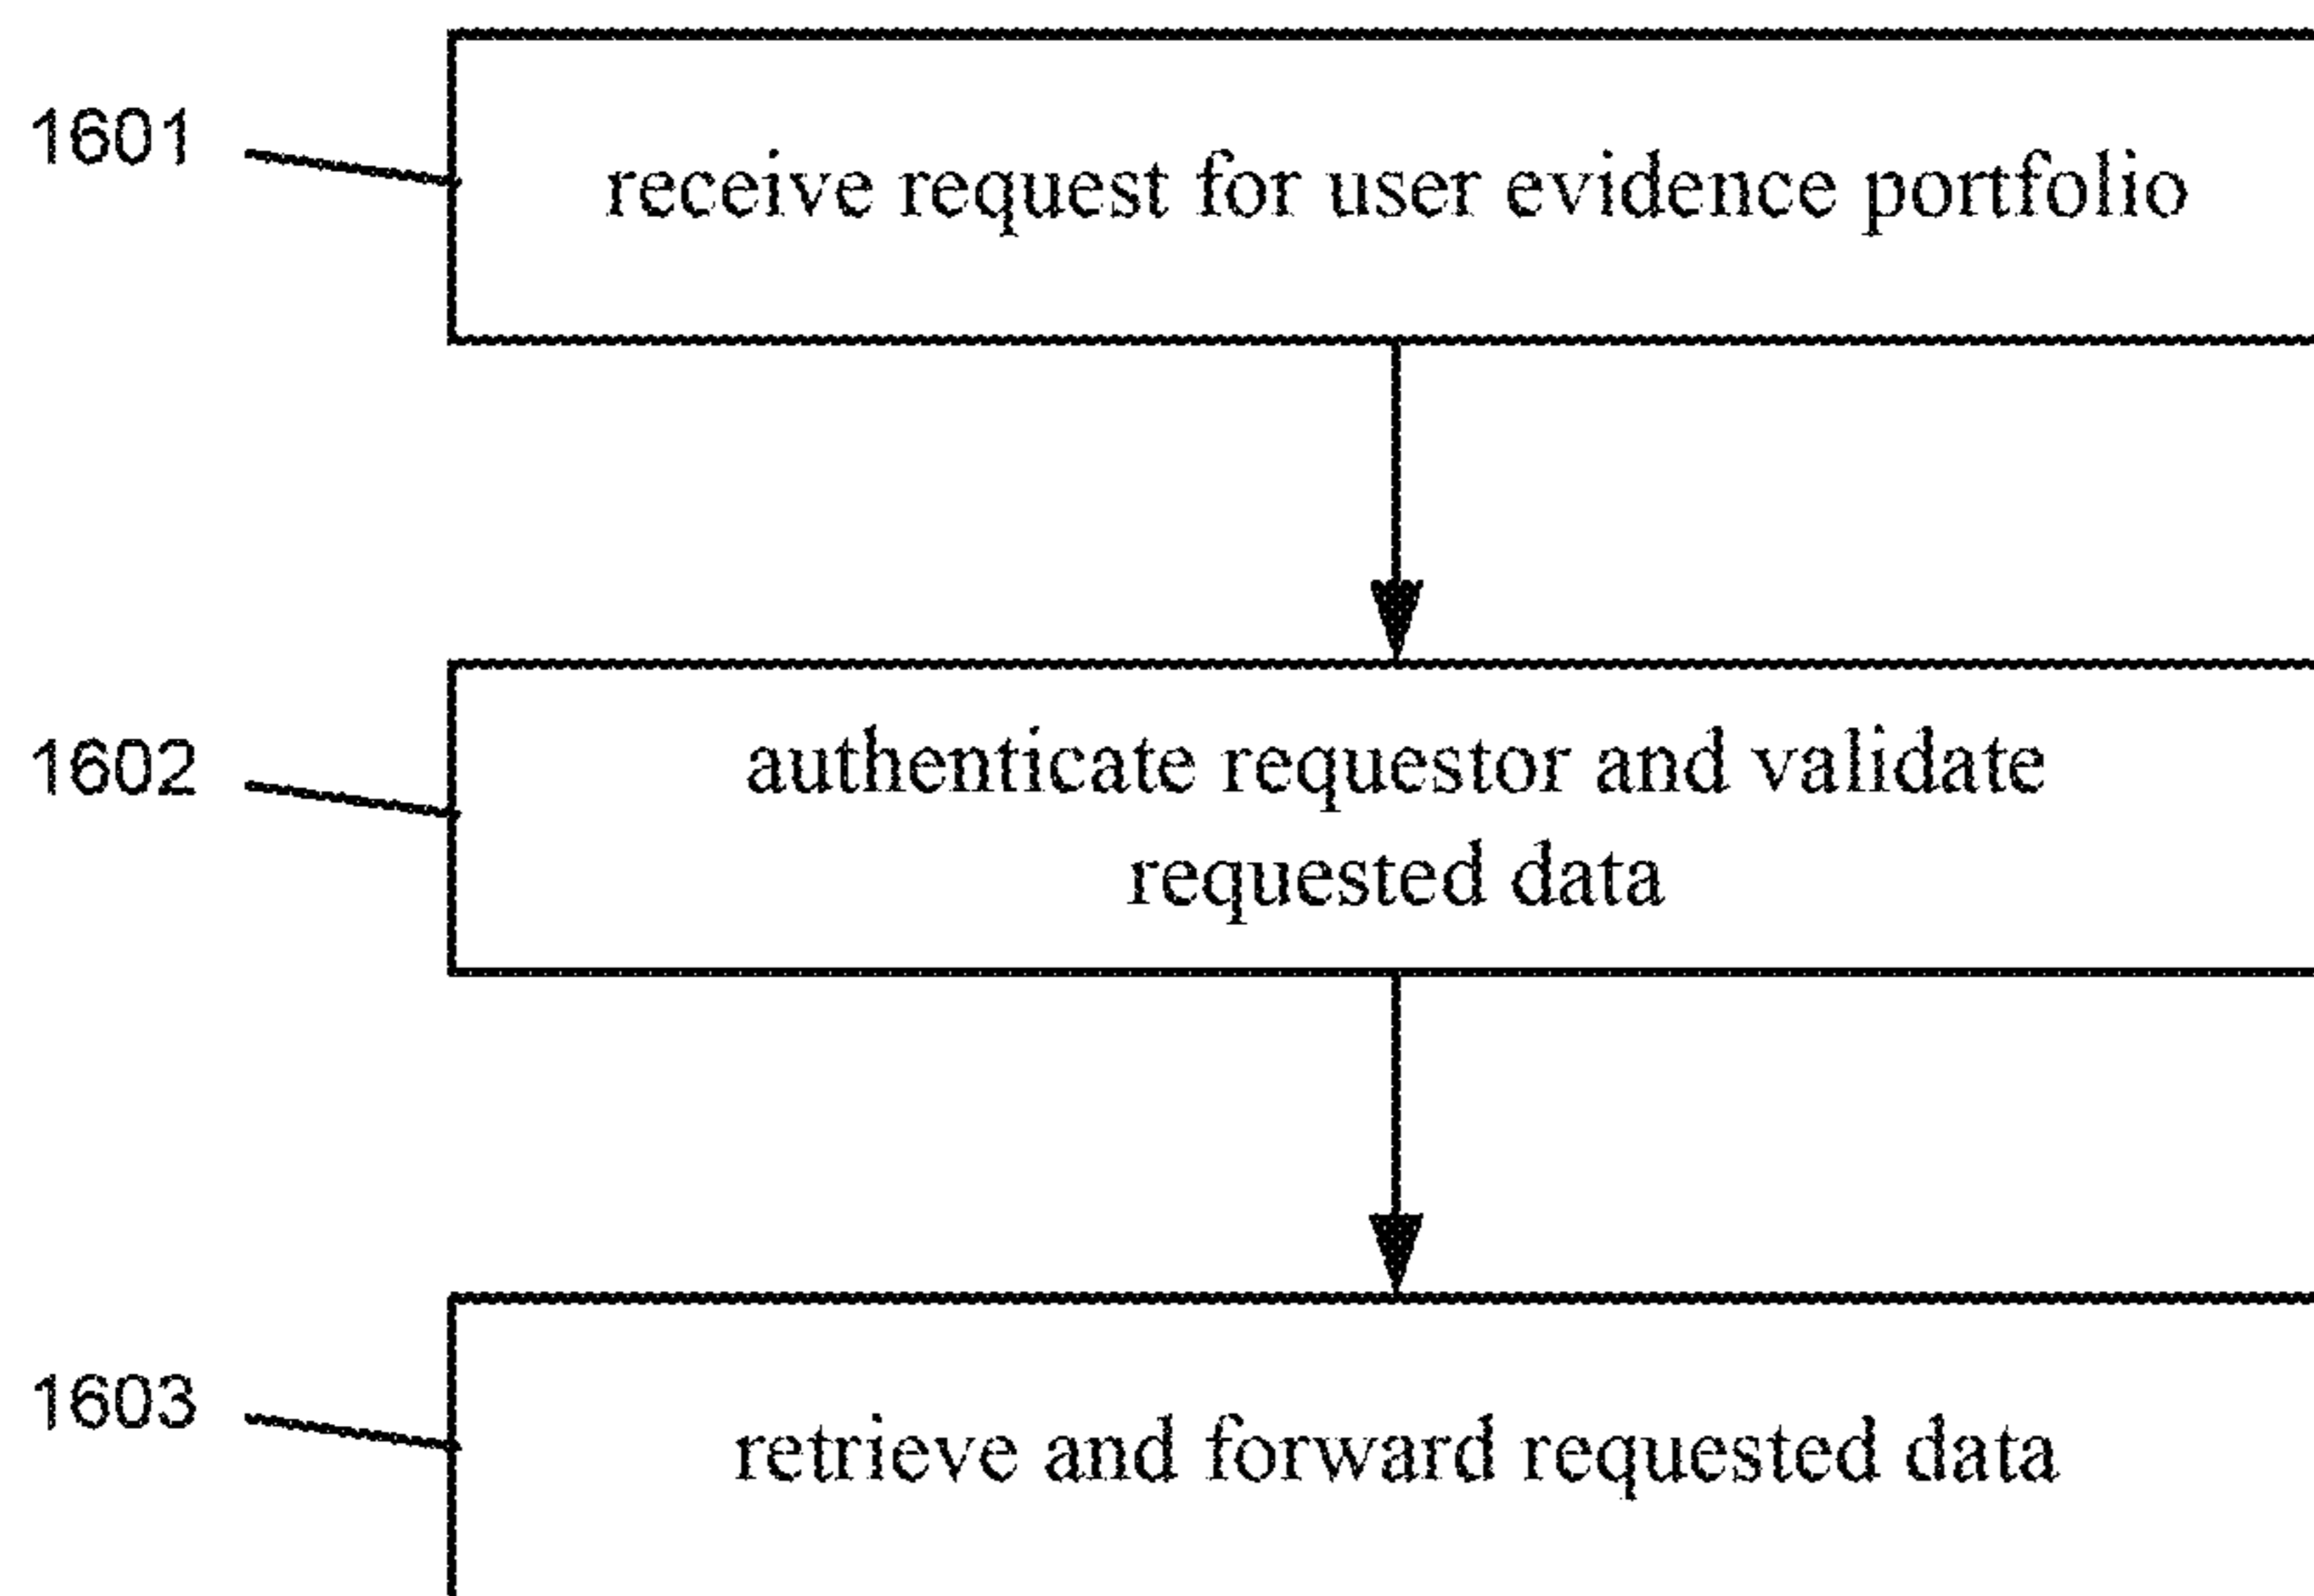 1601
receive request for user evidence portfolio
1602
authenticate requestor and validate
requested data
1603
retrieve and forward requested data